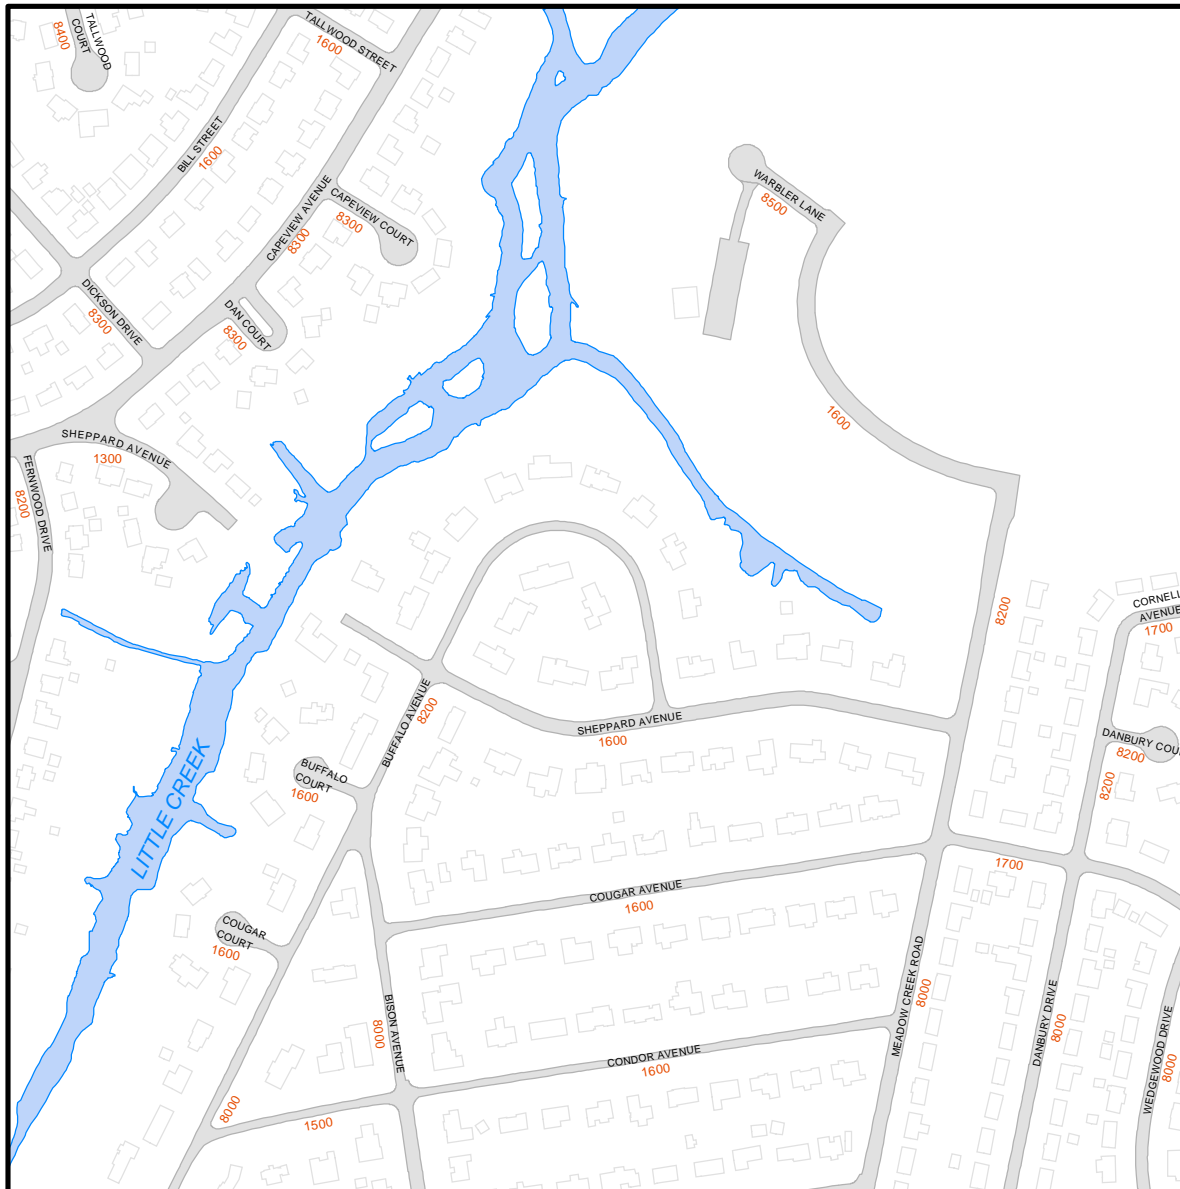 TALLWOOD
COURT
8400
TALLWOOD STREET
1600
BILL STREET
1600
CAPEVIEW AVENUE
8300
CAPEVIEW COURT
8300
WARBLER LANE
8500
DICKSON DRIVE
8300
DAN COURT
8300
1600
SHEPPARD AVENUE
1300
FERNWOOD DRIVE
8200
8200
CORNELL
AVENUE
1700
BUFFALO AVENUE
8200
SHEPPARD AVENUE
1600
DANBURY COU
8200
8200
BUFFALO
COURT
1600
LITTLE CREEK
1700
COUGAR AVENUE
1600
COUGAR
COURT
1600
MEADOW CREEK ROAD
8000
BISON AVENUE
8000
DANBURY DRIVE
8000
WEDGEWOOD DRIVE
8000
CONDOR AVENUE
1600
8000
1500